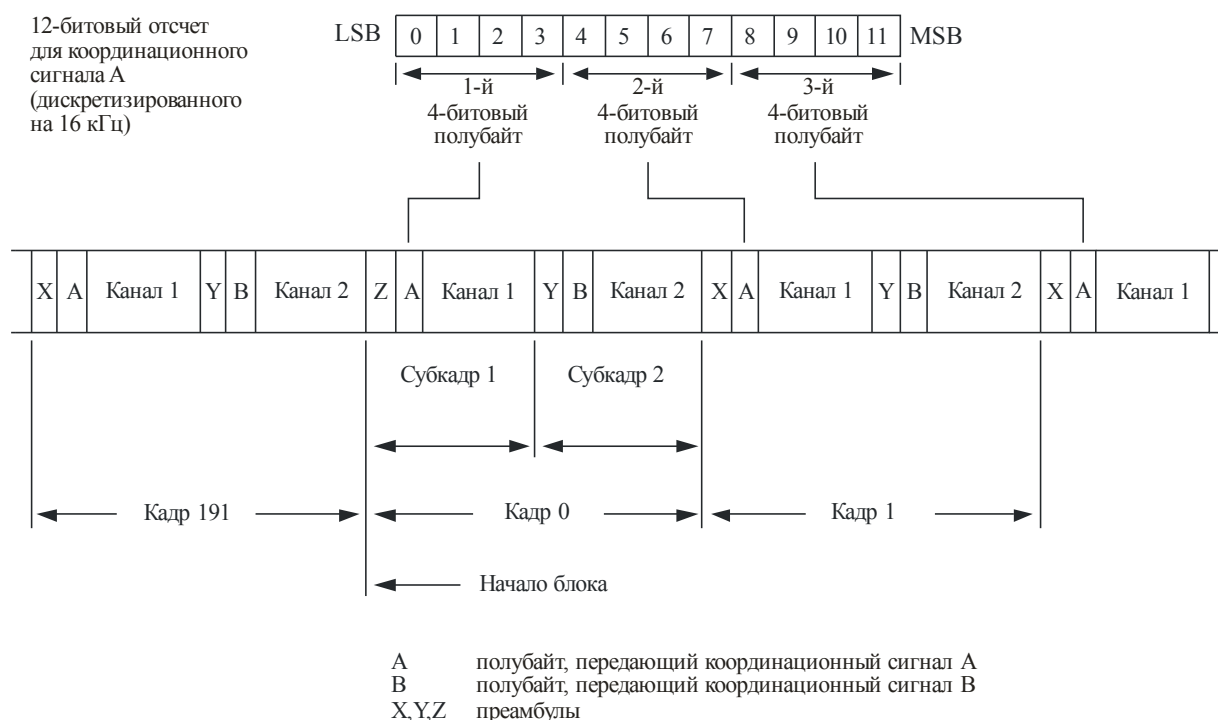 12-битовый отсчет
для координационного
сигнала А
(дискретизированного
на 16 кГц)
LSB 0 1 2 3 4 5 6 7 8 9 10 11 MSB
1-й 2-й 3-й
4-битовый 4-битовый 4-битовый
полубайт полубайт полубайт
X A Канал 1 Y B Канал 2 Z A Канал 1 Y B Канал 2 X A Канал 1 Y B Канал 2 X A Канал 1
Субкадр 1 Субкадр 2
Кадр 191 Кадр 0 Кадр 1
Начало блока
A полубайт, передающий координационный сигнал A
B полубайт, передающий координационный сигнал B
X,Y,Z преамбулы